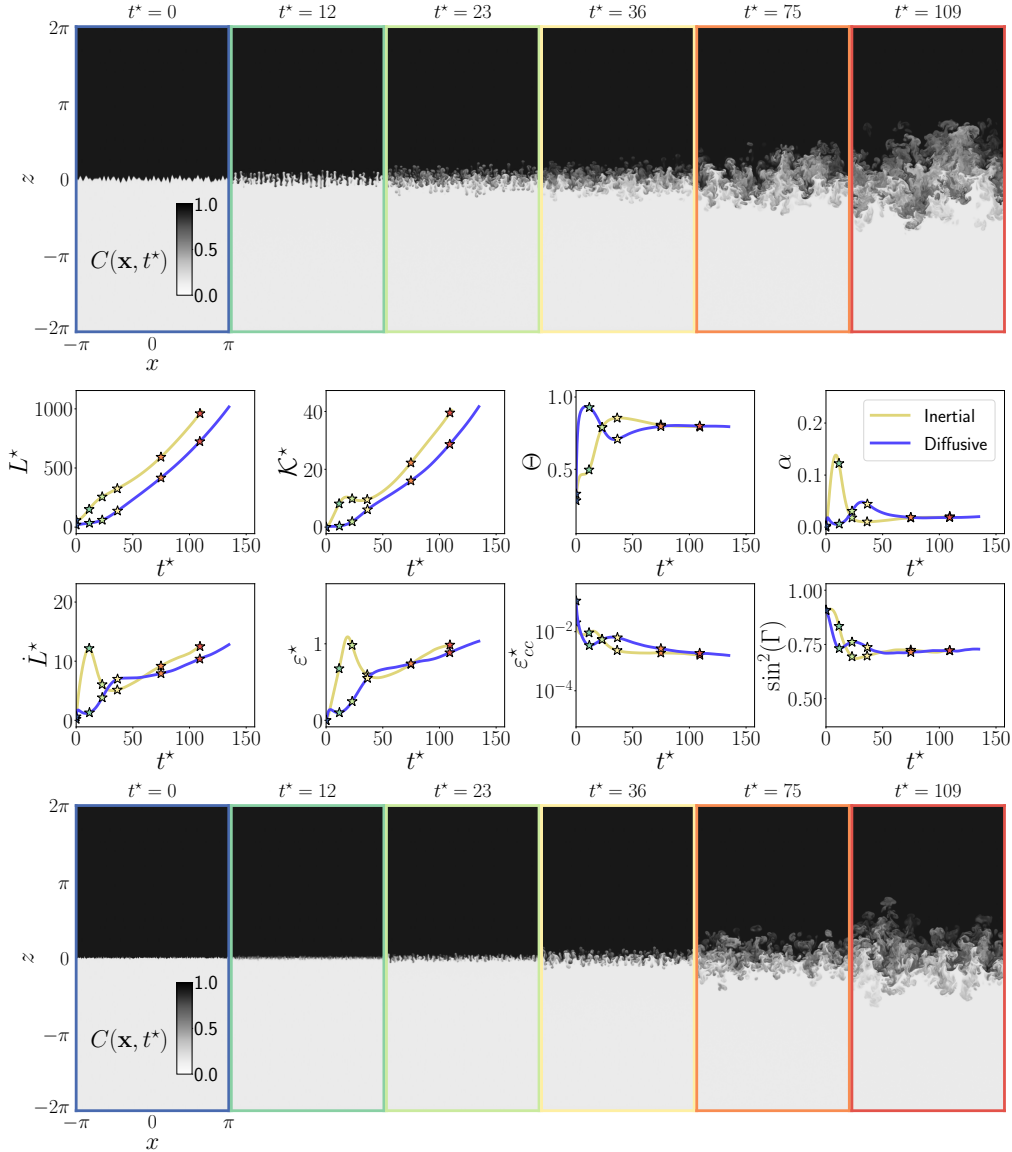 t⋆ = 0 t⋆ = 12 t⋆ = 23 t⋆ = 36 t⋆ = 75 t⋆ = 109
2π
π
z 0
−π
−2π
1.0
0.5
0.0
C(x, t⋆)
−π 0 π
x
L⋆ 1000 500 0
0 50 100 150
t⋆
𝒦⋆ 40 20 0
0 50 100 150
t⋆
Θ 1.0 0.5
0 50 100 150
t⋆
α 0.2 0.1 0.0
Inertial
Diffusive
0 50 100 150
t⋆
L̇⋆ 20 10 0
0 50 100 150
t⋆
ε⋆ 1 0
0 50 100 150
t⋆
ε⋆cc 10⁻² 10⁻⁴
0 50 100 150
t⋆
sin²(Γ) 1.00 0.75 0.50
0 50 100 150
t⋆
t⋆ = 0 t⋆ = 12 t⋆ = 23 t⋆ = 36 t⋆ = 75 t⋆ = 109
2π
π
z 0
−π
−2π
1.0
0.5
0.0
C(x, t⋆)
−π 0 π
x